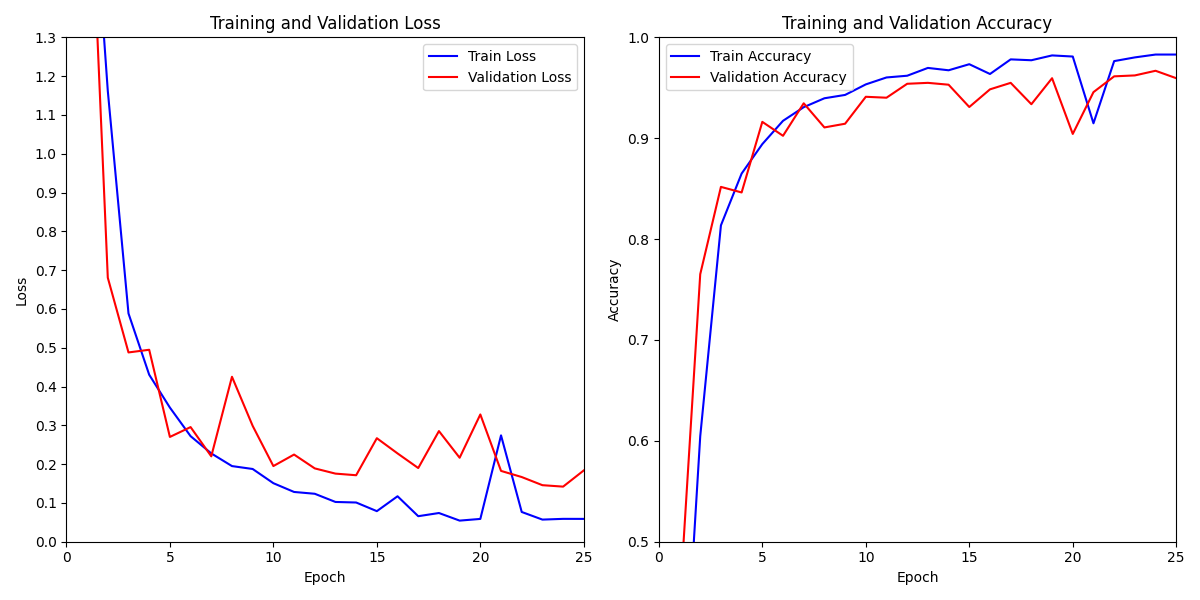 Training and Validation Loss
1.3
1.2
1.1
1.0
0.9
0.8
0.7
0.6
0.5
0.4
0.3
0.2
0.1
0.0
Loss
Train Loss
Validation Loss
0 5 10 15 20 25
Epoch
Training and Validation Accuracy
1.0
0.9
0.8
0.7
0.6
0.5
Accuracy
Train Accuracy
Validation Accuracy
0 5 10 15 20 25
Epoch